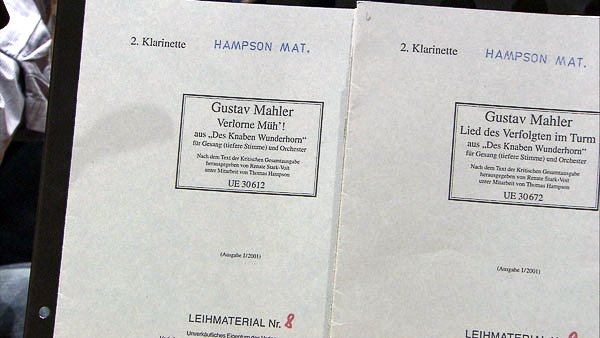 2. Klarinette HAMPSON MAT.
Gustav Mahler
Verlorne Müh'!
aus „Des Knaben Wunderhorn"
für Gesang (tiefere Stimme) und Orchester
Nach dem Text der Kritischen Gesamtausgabe
herausgegeben von Renate Stark-Voit
unter Mitarbeit von Thomas Hampson
UE 30612
(Ausgabe I/2001)
LEIHMATERIAL Nr. 8
Unverkäufliches Eigentum des
2. Klarinette HAMPSON MAT.
Gustav Mahler
Lied des Verfolgten im Turm
aus „Des Knaben Wunderhorn"
für Gesang (tiefere Stimme) und Orchester
Nach dem Text der Kritischen Gesamtausgabe
herausgegeben von Renate Stark-Voit
unter Mitarbeit von Thomas Hampson
UE 30672
(Ausgabe I/2001)
LEIHMATERIAL Nr.